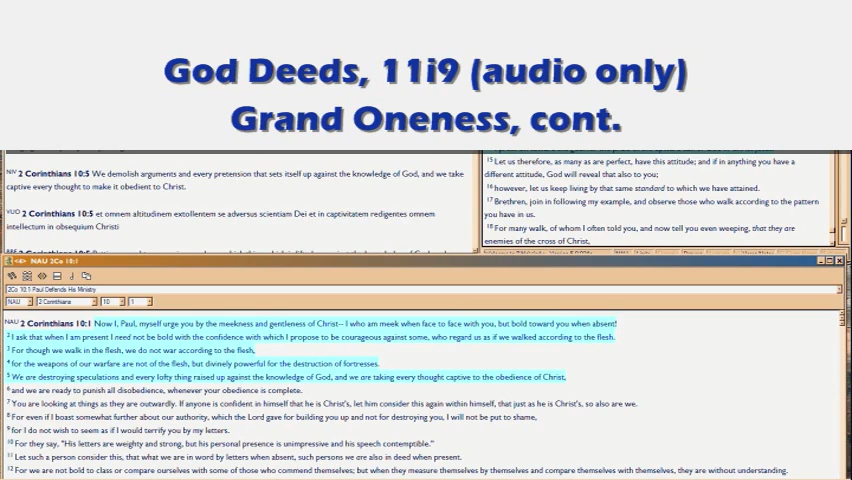 God Deeds, 11i9 (audio only)
Grand Oneness, cont.
NIV 2 Corinthians 10:5 We demolish arguments and every pretension that sets itself up against the knowledge of God, and we take
captive every thought to make it obedient to Christ.
VUO 2 Corinthians 10:5 et omnem altitudinem extollentem se adversus scientiam Dei et in captivitatem redigentes omnem
intellectum in obsequium Christi
15 Let us therefore, as many as are perfect, have this attitude; and if in anything you have a
different attitude, God will reveal that also to you;
16 however, let us keep living by that same standard to which we have attained.
17 Brethren, join in following my example, and observe those who walk according to the pattern
you have in us.
18 For many walk, of whom I often told you, and now tell you even weeping, that they are
enemies of the cross of Christ,
NAU 2Co 10:1
2Co 10:1 Paul Defends His Ministry
NAU 2 Corinthians 10 1
NAU 2 Corinthians 10:1 Now I, Paul, myself urge you by the meekness and gentleness of Christ-- I who am meek when face to face with you, but bold toward you when absent!
2 I ask that when I am present I need not be bold with the confidence with which I propose to be courageous against some, who regard us as if we walked according to the flesh.
3 For though we walk in the flesh, we do not war according to the flesh,
4 for the weapons of our warfare are not of the flesh, but divinely powerful for the destruction of fortresses.
5 We are destroying speculations and every lofty thing raised up against the knowledge of God, and we are taking every thought captive to the obedience of Christ,
6 and we are ready to punish all disobedience, whenever your obedience is complete.
7 You are looking at things as they are outwardly. If anyone is confident in himself that he is Christ's, let him consider this again within himself, that just as he is Christ's, so also are we.
8 For even if I boast somewhat further about our authority, which the Lord gave for building you up and not for destroying you, I will not be put to shame,
9 for I do not wish to seem as if I would terrify you by my letters.
10 For they say, "His letters are weighty and strong, but his personal presence is unimpressive and his speech contemptible."
11 Let such a person consider this, that what we are in word by letters when absent, such persons we are also in deed when present.
12 For we are not bold to class or compare ourselves with some of those who commend themselves; but when they measure themselves by themselves and compare themselves with themselves, they are without understanding.